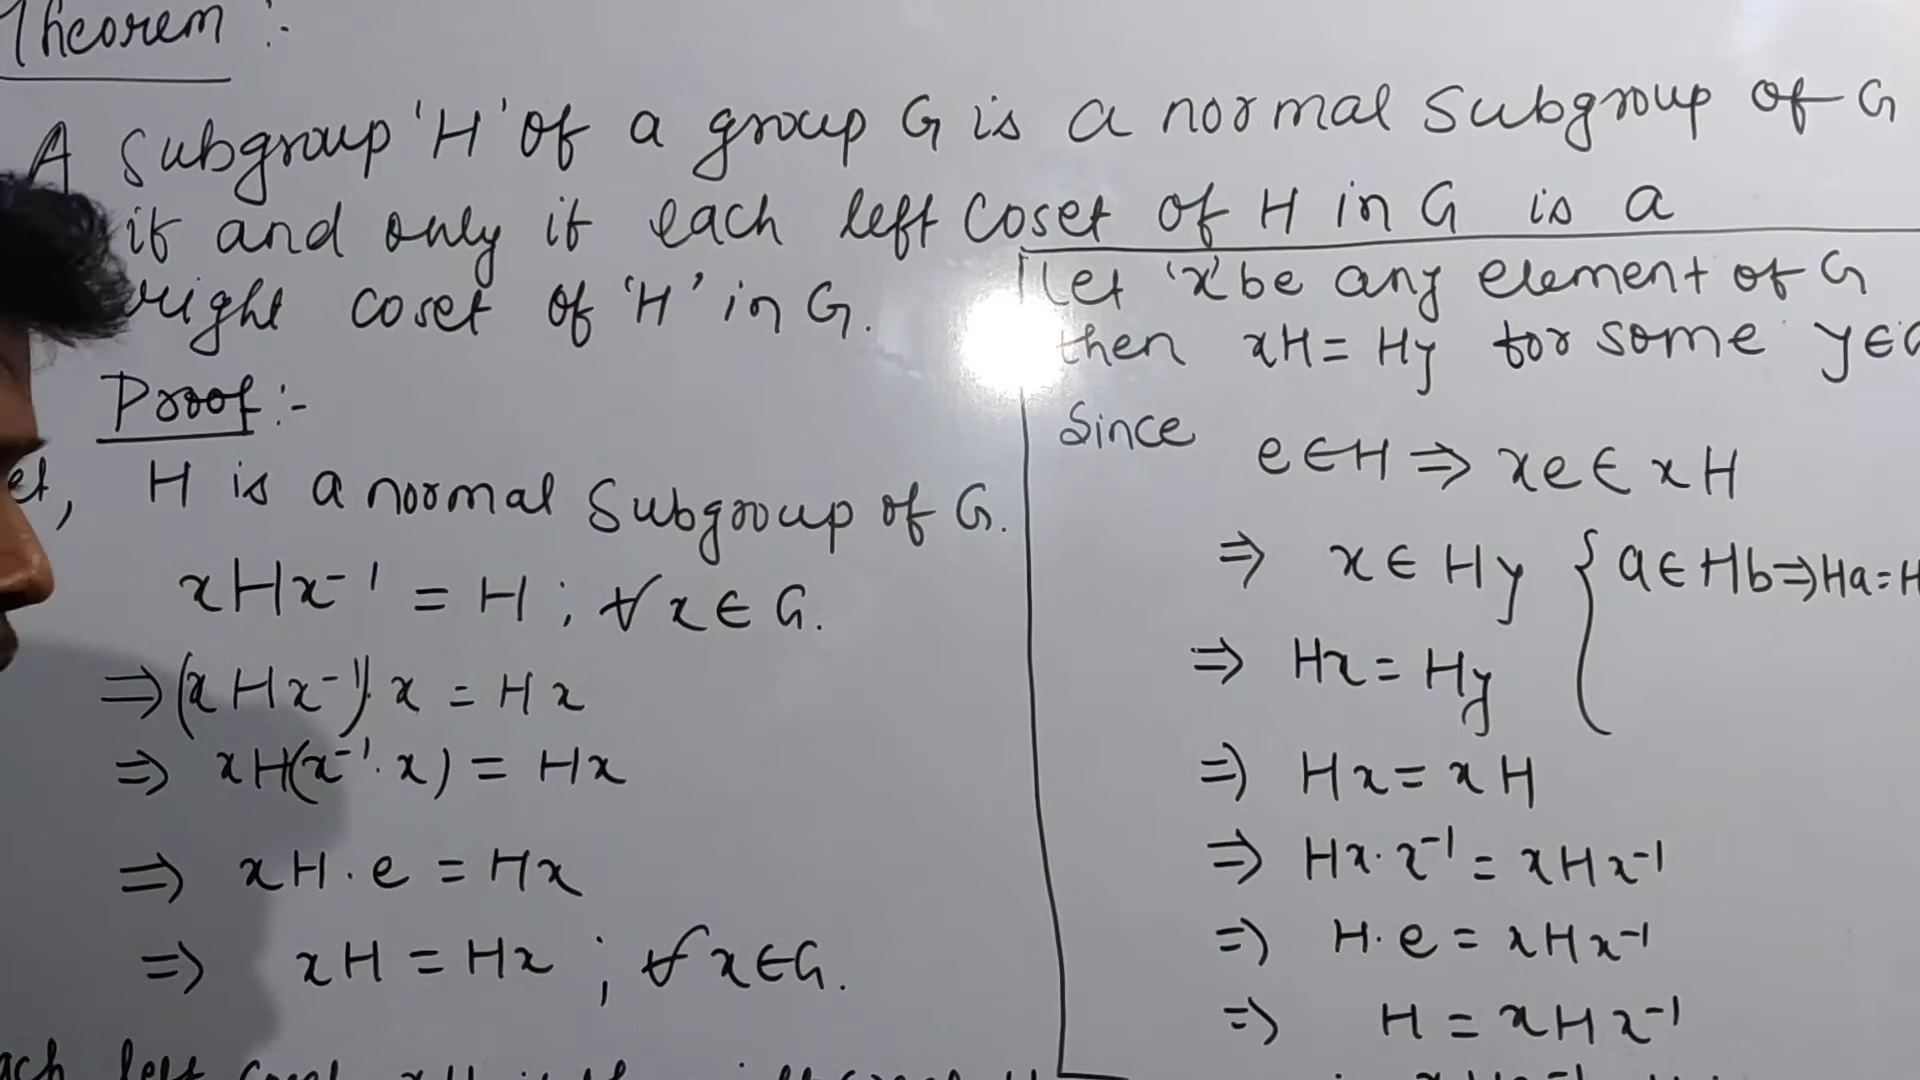 Theorem :-
A subgroup 'H' of a group G is a normal subgroup of G
if and only if each left coset of H in G is a
right coset of 'H' in G.
Proof :-
H is a normal subgroup of G.
xHx⁻¹ = H ; ∀ x ∈ G.
⇒ (xHx⁻¹)·x = Hx
⇒ xH(x⁻¹·x) = Hx
⇒ xH·e = Hx
⇒ xH = Hx ; ∀ x ∈ G.
left
Let 'x' be any element of G
then xH = Hy for some y ∈ G
Since
e ∈ H ⇒ xe ∈ xH
⇒ x ∈ Hy { a ∈ Hb ⇒ Ha = H
⇒ Hx = Hy
⇒ Hx = xH
⇒ Hx·x⁻¹ = xHx⁻¹
⇒ H·e = xHx⁻¹
⇒ H = xHx⁻¹